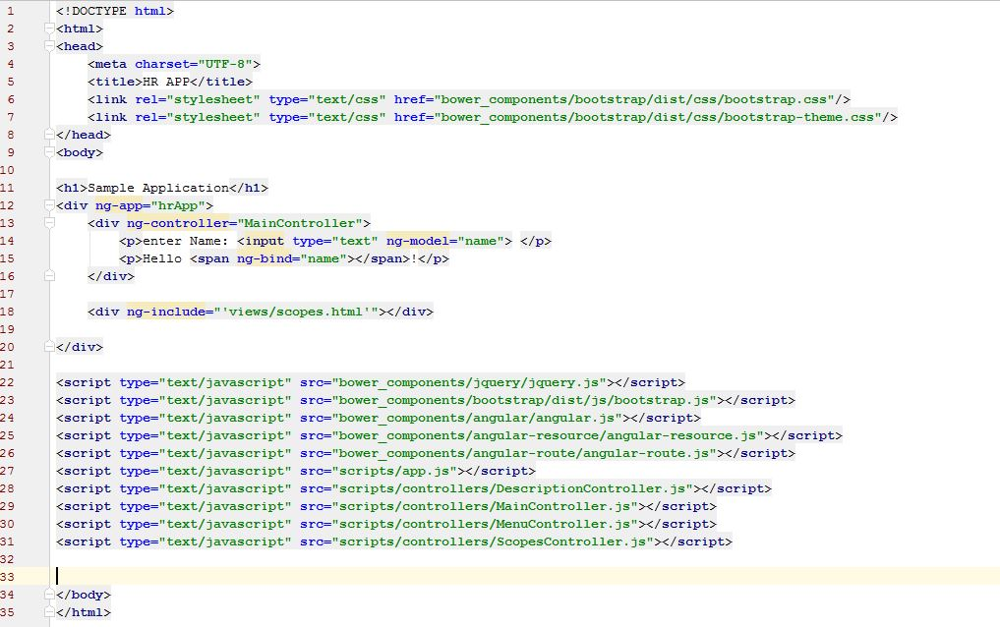 1 <!DOCTYPE html>
2 <html>
3 <head>
4     <meta charset="UTF-8">
5     <title>HR APP</title>
6     <link rel="stylesheet" type="text/css" href="bower_components/bootstrap/dist/css/bootstrap.css"/>
7     <link rel="stylesheet" type="text/css" href="bower_components/bootstrap/dist/css/bootstrap-theme.css"/>
8 </head>
9 <body>
10
11 <h1>Sample Application</h1>
12 <div ng-app="hrApp">
13     <div ng-controller="MainController">
14         <p>enter Name: <input type="text" ng-model="name"> </p>
15         <p>Hello <span ng-bind="name"></span>!</p>
16     </div>
17
18     <div ng-include="'views/scopes.html'"></div>
19
20 </div>
21
22 <script type="text/javascript" src="bower_components/jquery/jquery.js"></script>
23 <script type="text/javascript" src="bower_components/bootstrap/dist/js/bootstrap.js"></script>
24 <script type="text/javascript" src="bower_components/angular/angular.js"></script>
25 <script type="text/javascript" src="bower_components/angular-resource/angular-resource.js"></script>
26 <script type="text/javascript" src="bower_components/angular-route/angular-route.js"></script>
27 <script type="text/javascript" src="scripts/app.js"></script>
28 <script type="text/javascript" src="scripts/controllers/DescriptionController.js"></script>
29 <script type="text/javascript" src="scripts/controllers/MainController.js"></script>
30 <script type="text/javascript" src="scripts/controllers/MenuController.js"></script>
31 <script type="text/javascript" src="scripts/controllers/ScopesController.js"></script>
32
33
34 </body>
35 </html>